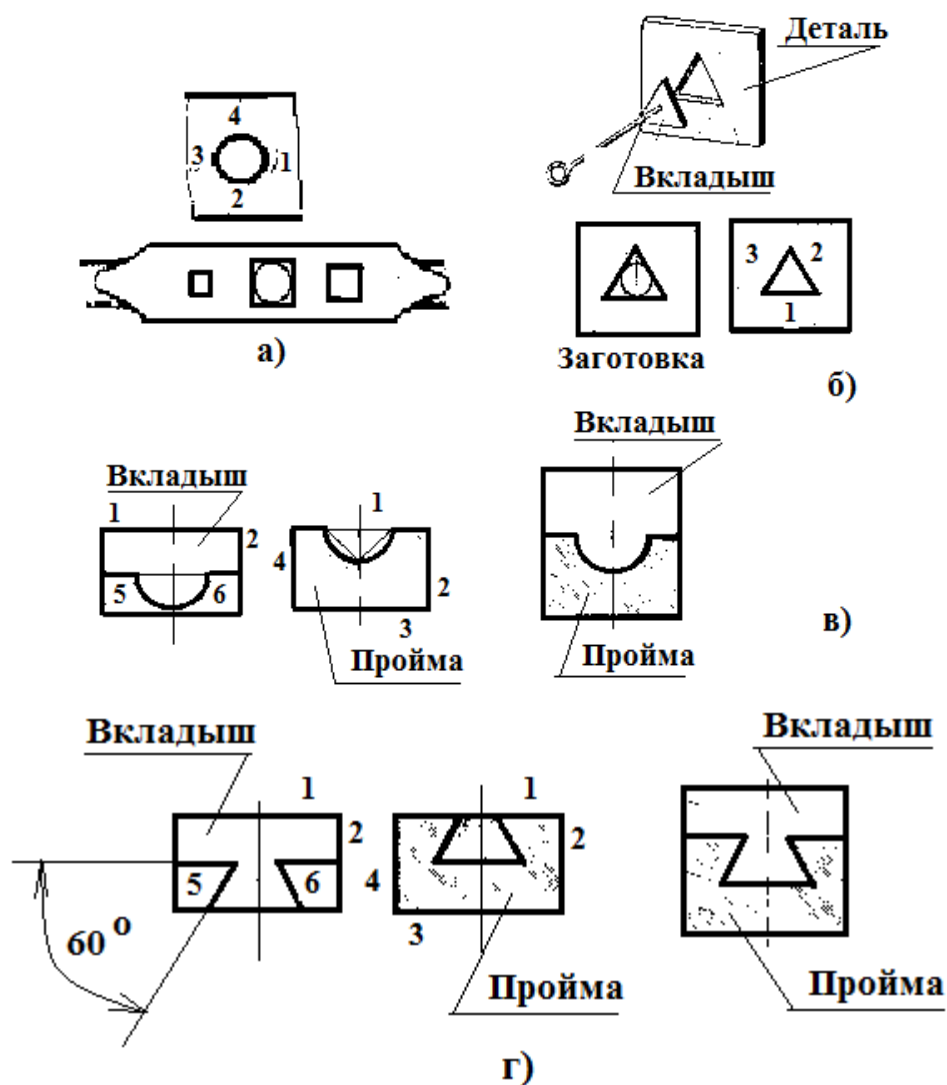 Деталь
4
3 1
2
Вкладыш
а)
3 2
1
Заготовка
б)
Вкладыш
Вкладыш
1
2
5 6
1
4
2
3
Пройма
Пройма
в)
Вкладыш
1
2
5 6
60 о
1
2
4
3
Пройма
Вкладыш
Пройма
г)